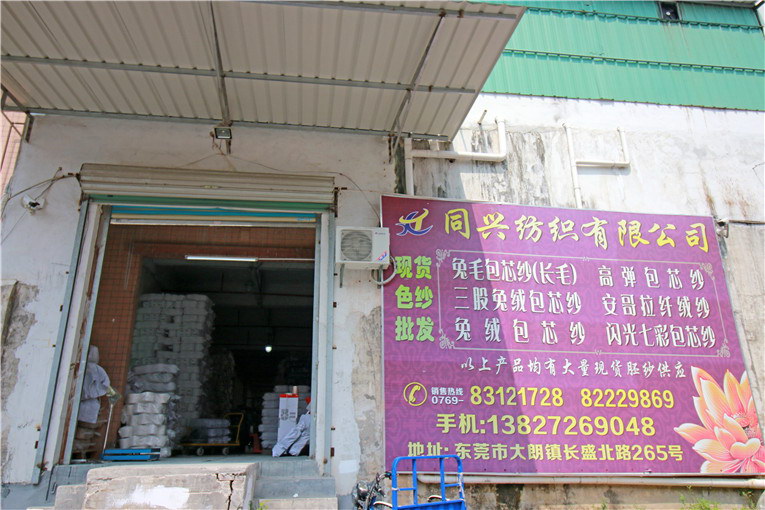 同兴纺织有限公司
现货
色纱
批发
兔毛包芯纱(长毛) 高弹包芯纱
三股兔绒包芯纱 安哥拉纤绒纱
兔绒包芯纱 闪光七彩包芯纱
以上产品均有大量现货胚纱供应
销售热线
0769- 83121728 82229869
手机:13827269048
地址:东莞市大朗镇长盛北路265号